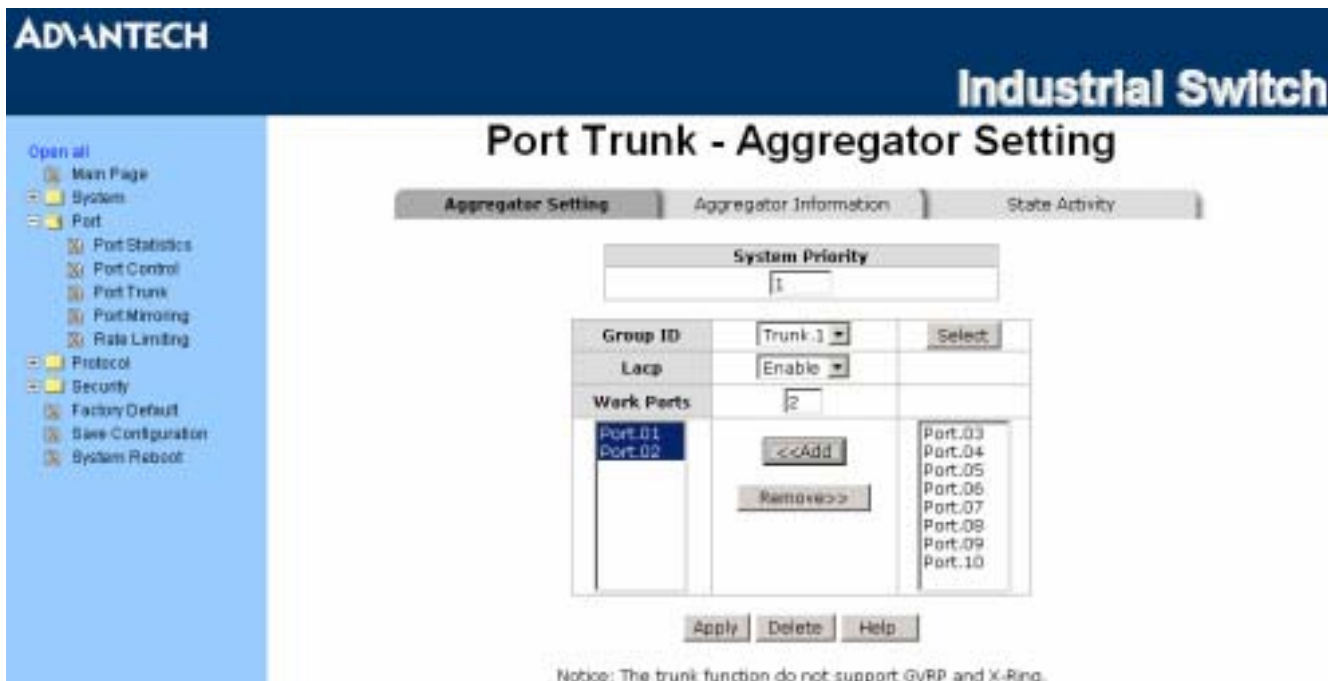 ADVANTECH
Industrial Switch
Open all
Main Page
System
Port
Port Statistics
Port Control
Port Trunk
Port Mirroring
Rate Limiting
Protocol
Security
Factory Default
Save Configuration
System Reboot
Port Trunk - Aggregator Setting
Aggregator Setting
Aggregator Information
State Activity
System Priority
1
Group ID
Trunk.1
Select
Lacp
Enable
Work Ports
2
Port.01
Port.02
<<Add
Remove>>
Port.03
Port.04
Port.05
Port.06
Port.07
Port.08
Port.09
Port.10
Apply
Delete
Help
Notice: The trunk function do not support GVRP and X-Ring.